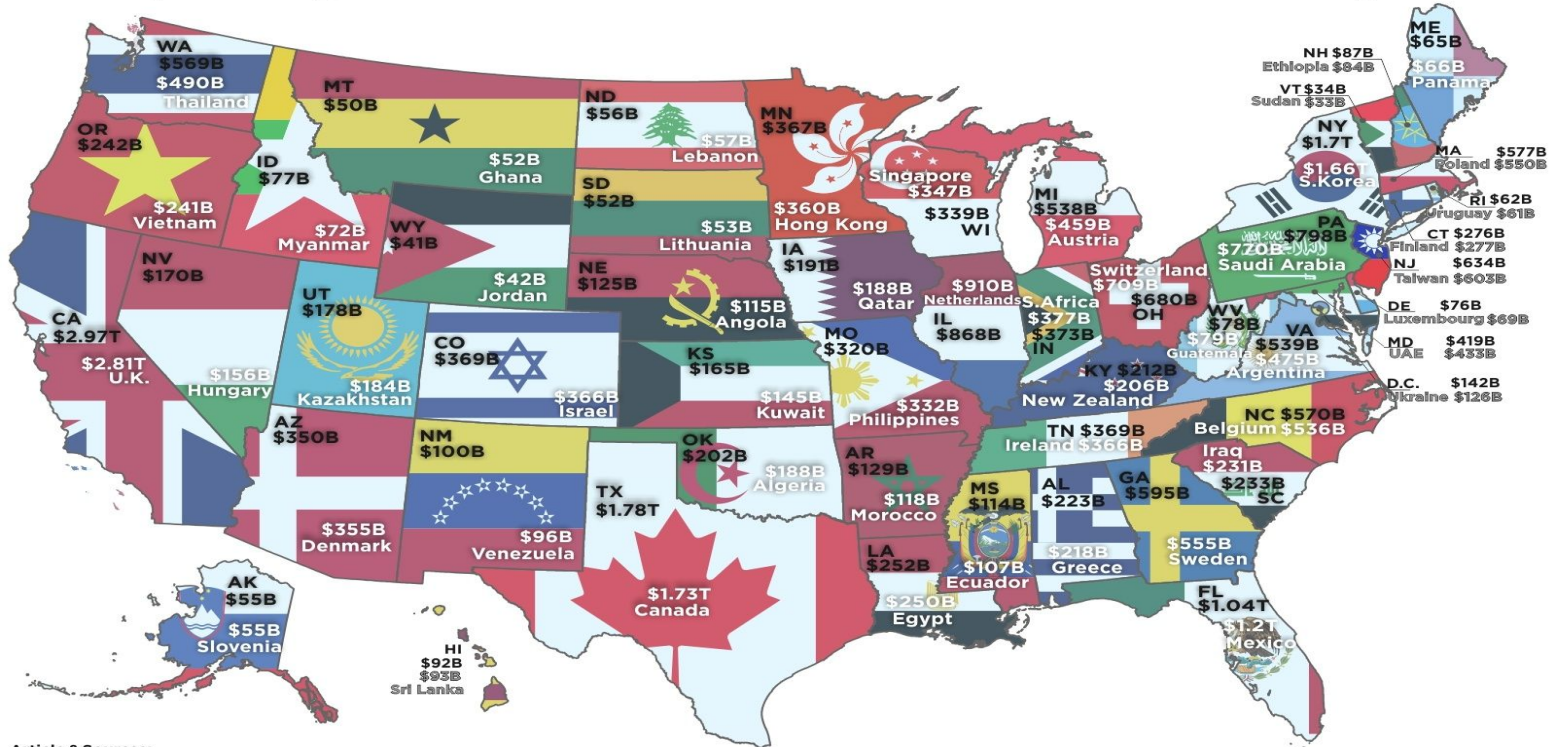 WA
$569B
$490B
Thailand
OR
$242B
$241B
Vietnam
ID
$77B
$72B
Myanmar
MT
$50B
$52B
Ghana
WY
$41B
$42B
Jordan
ND
$56B
$57B
Lebanon
SD
$52B
$53B
Lithuania
NE
$125B
$115B
Angola
MN
$367B
$360B
Hong Kong
Singapore
$347B
$339B
WI
MI
$538B
$459B
Austria
IA
$191B
$188B
Qatar
$910B
Netherlands
IL
$868B
S.Africa
$377B
$373B
IN
Switzerland
$709B
$680B
OH
CA
$2.97T
$2.81T
U.K.
NV
$170B
$156B
Hungary
UT
$178B
$184B
Kazakhstan
CO
$369B
$366B
Israel
KS
$165B
$145B
Kuwait
MO
$320B
$332B
Philippines
KY $212B
$206B
New Zealand
WV
$78B
$79B
Guatemala
VA
$539B
$475B
Argentina
AZ
$350B
$355B
Denmark
NM
$100B
$96B
Venezuela
OK
$202B
$188B
Algeria
TX
$1.78T
$1.73T
Canada
AR
$129B
$118B
Morocco
LA
$252B
$250B
Egypt
MS
$114B
$107B
Ecuador
AL
$223B
$218B
Greece
GA
$595B
$555B
Sweden
TN $369B
Ireland $366B
NC $570B
Belgium $536B
Iraq
$231B
$233B
SC
FL
$1.04T
$1.2T
Mexico
AK
$55B
$55B
Slovenia
HI
$92B
$93B
Sri Lanka
ME
$65B
$66B
Panama
NH $87B
Ethiopia $84B
VT $34B
Sudan $33B
NY
$1.7T
$1.66T
S.Korea
MA $577B
Poland $550B
RI $62B
Uruguay $61B
CT $276B
Finland $277B
NJ $634B
Taiwan $603B
PA
$798B
$770B
Saudi Arabia
DE $76B
Luxembourg $69B
MD $419B
UAE $433B
D.C. $142B
Ukraine $126B